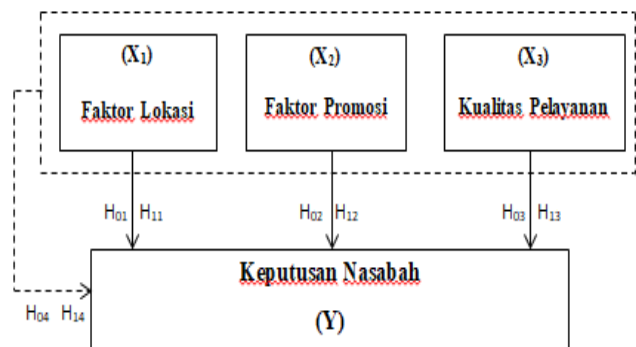 (X₁)
Faktor Lokasi
(X₂)
Faktor Promosi
(X₃)
Kualitas Pelayanan
H₀₁ H₁₁
H₀₂ H₁₂
H₀₃ H₁₃
Keputusan Nasabah
(Y)
H₀₄ H₁₄